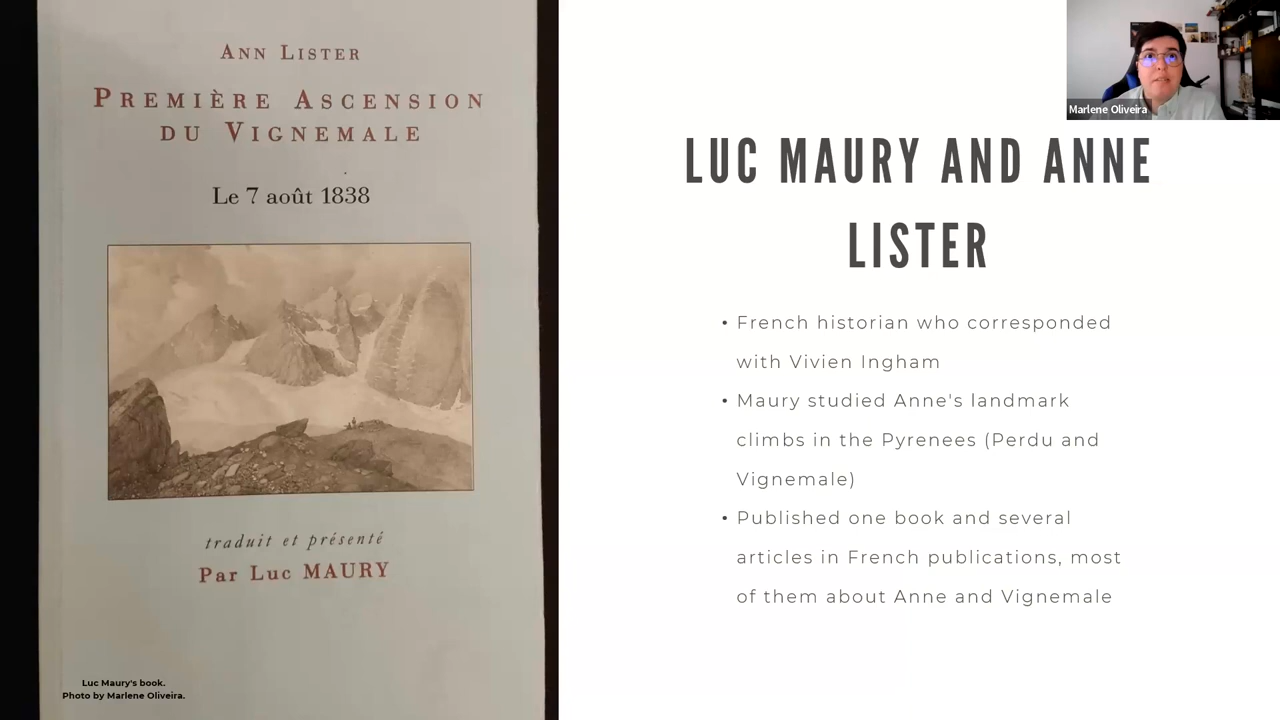 Ann Lister
Première Ascension
du Vignemale
Le 7 août 1838
traduit et présenté
Par Luc MAURY
Luc Maury's book.
Photo by Marlene Oliveira.
Marlene Oliveira
LUC MAURY AND ANNE
LISTER
• French historian who corresponded
with Vivien Ingham
• Maury studied Anne's landmark
climbs in the Pyrenees (Perdu and
Vignemale)
• Published one book and several
articles in French publications, most
of them about Anne and Vignemale